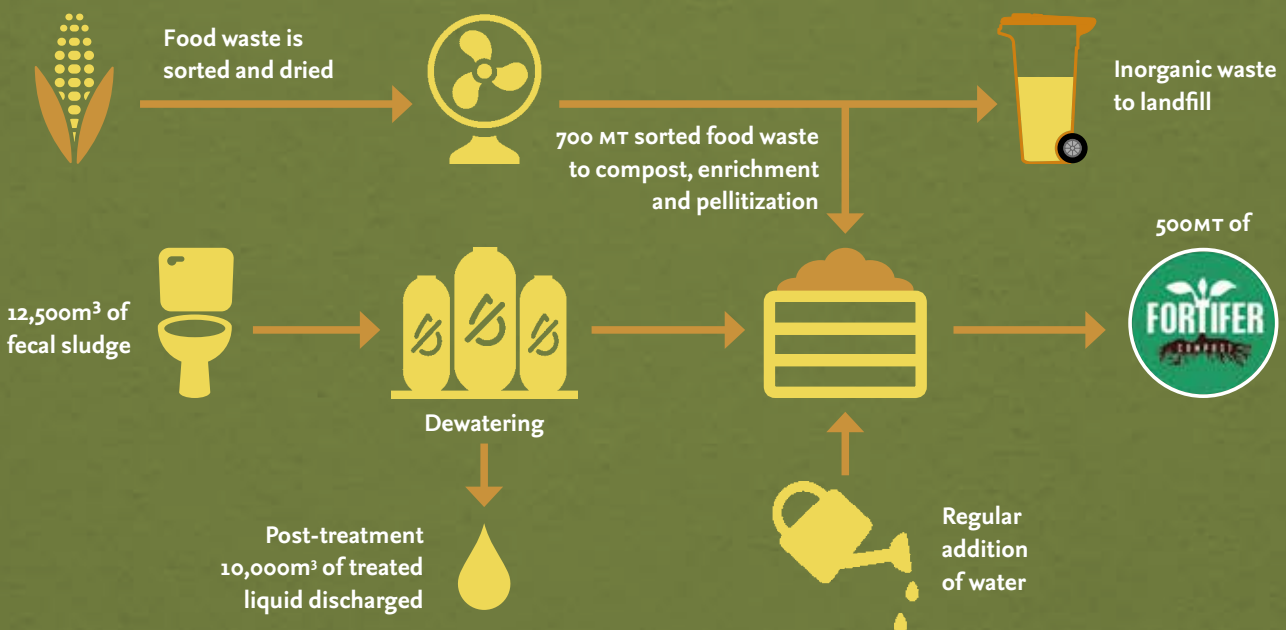 Food waste is
sorted and dried
Inorganic waste
to landfill
700 MT sorted food waste
to compost, enrichment
and pellitization
500MT of
FORTIFER
COMPOST
12,500m³ of
fecal sludge
Dewatering
Post-treatment
10,000m³ of treated
liquid discharged
Regular
addition
of water